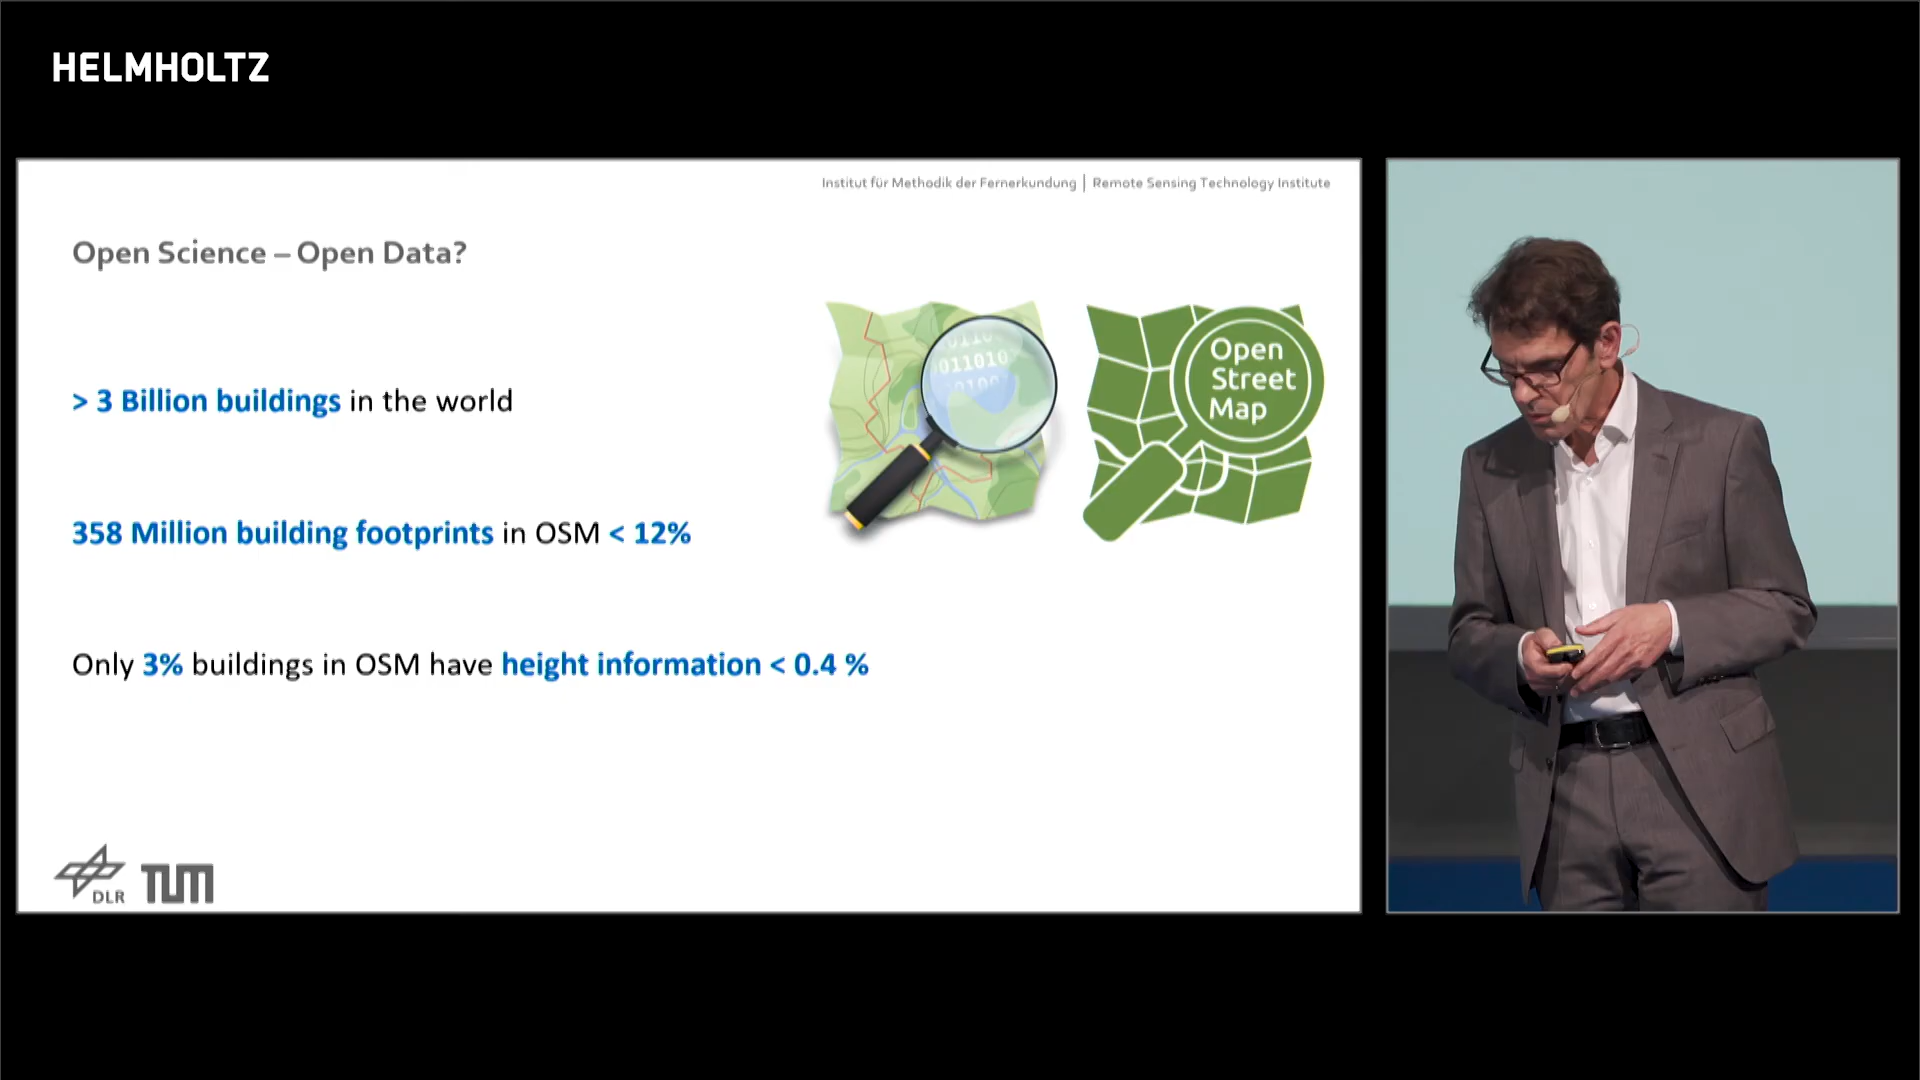 HELMHOLTZ
Institut für Methodik der Fernerkundung | Remote Sensing Technology Institute
Open Science – Open Data?
011010
Open
Street
Map
> 3 Billion buildings in the world
358 Million building footprints in OSM < 12%
Only 3% buildings in OSM have height information < 0.4 %
DLR
TUM